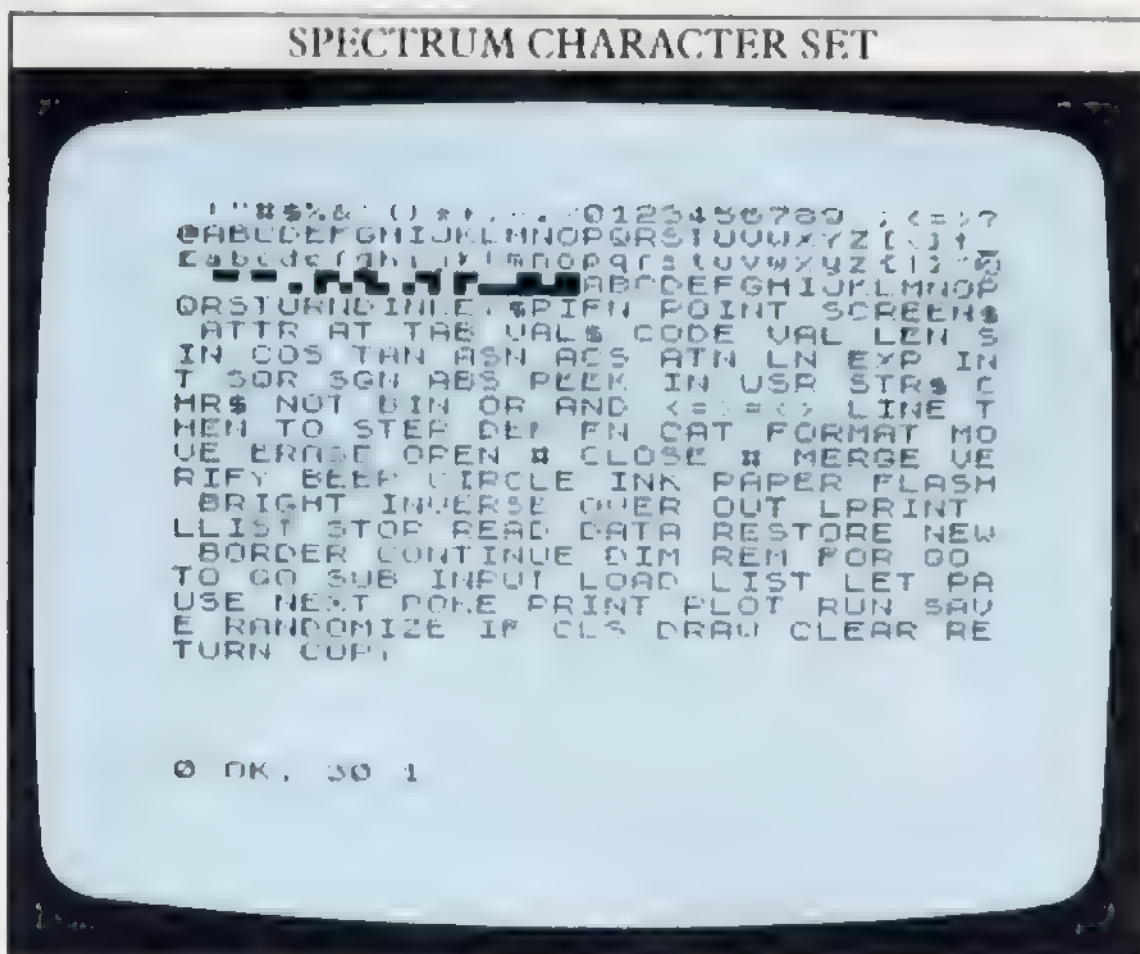 SPECTRUM CHARACTER SET
!"#$%&'()*+,-./0123456789:;<=>?
@ABCDEFGHIJKLMNOPQRSTUVWXYZ[\]↑_
£abcdefghijklmnopqrstuvwxyz{|}~©
ABCDEFGHIJKLMNOP
QRSTURNDINKEY$PIFN POINT SCREEN$
ATTR AT TAB VAL$ CODE VAL LEN S
IN COS TAN ASN ACS ATN LN EXP IN
T SQR SGN ABS PEEK IN USR STR$ C
HR$ NOT BIN OR AND <=>=<> LINE T
HEN TO STEP DEF FN CAT FORMAT MO
VE ERASE OPEN # CLOSE # MERGE VE
RIFY BEEP CIRCLE INK PAPER FLASH
BRIGHT INVERSE OVER OUT LPRINT
LLIST STOP READ DATA RESTORE NEW
BORDER CONTINUE DIM REM FOR GO
TO GO SUB INPUT LOAD LIST LET PA
USE NEXT POKE PRINT PLOT RUN SAV
E RANDOMIZE IF CLS DRAW CLEAR RE
TURN COPY
0 OK, 30 1